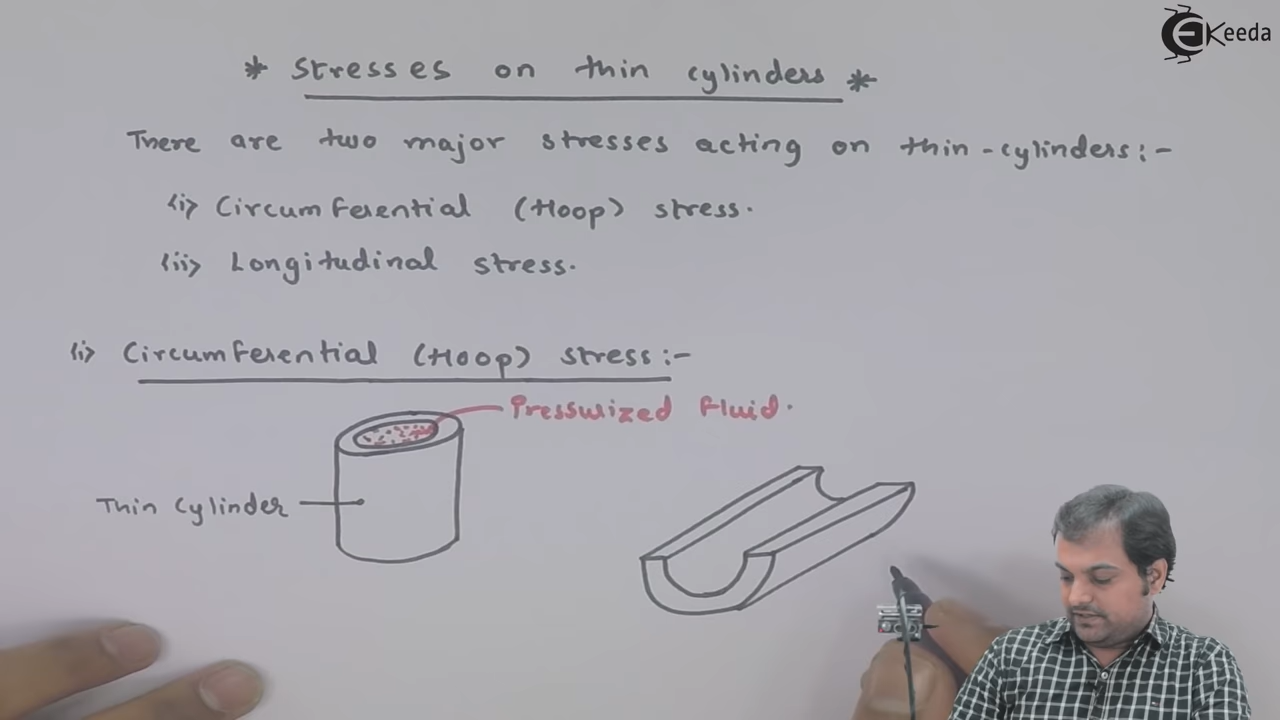 Ekeeda
* Stresses on thin cylinders *
There are two major stresses acting on thin-cylinders:-
(i) Circumferential (Hoop) stress.
(ii) Longitudinal stress.
(i) Circumferential (Hoop) stress:-
Pressurized fluid.
Thin cylinder